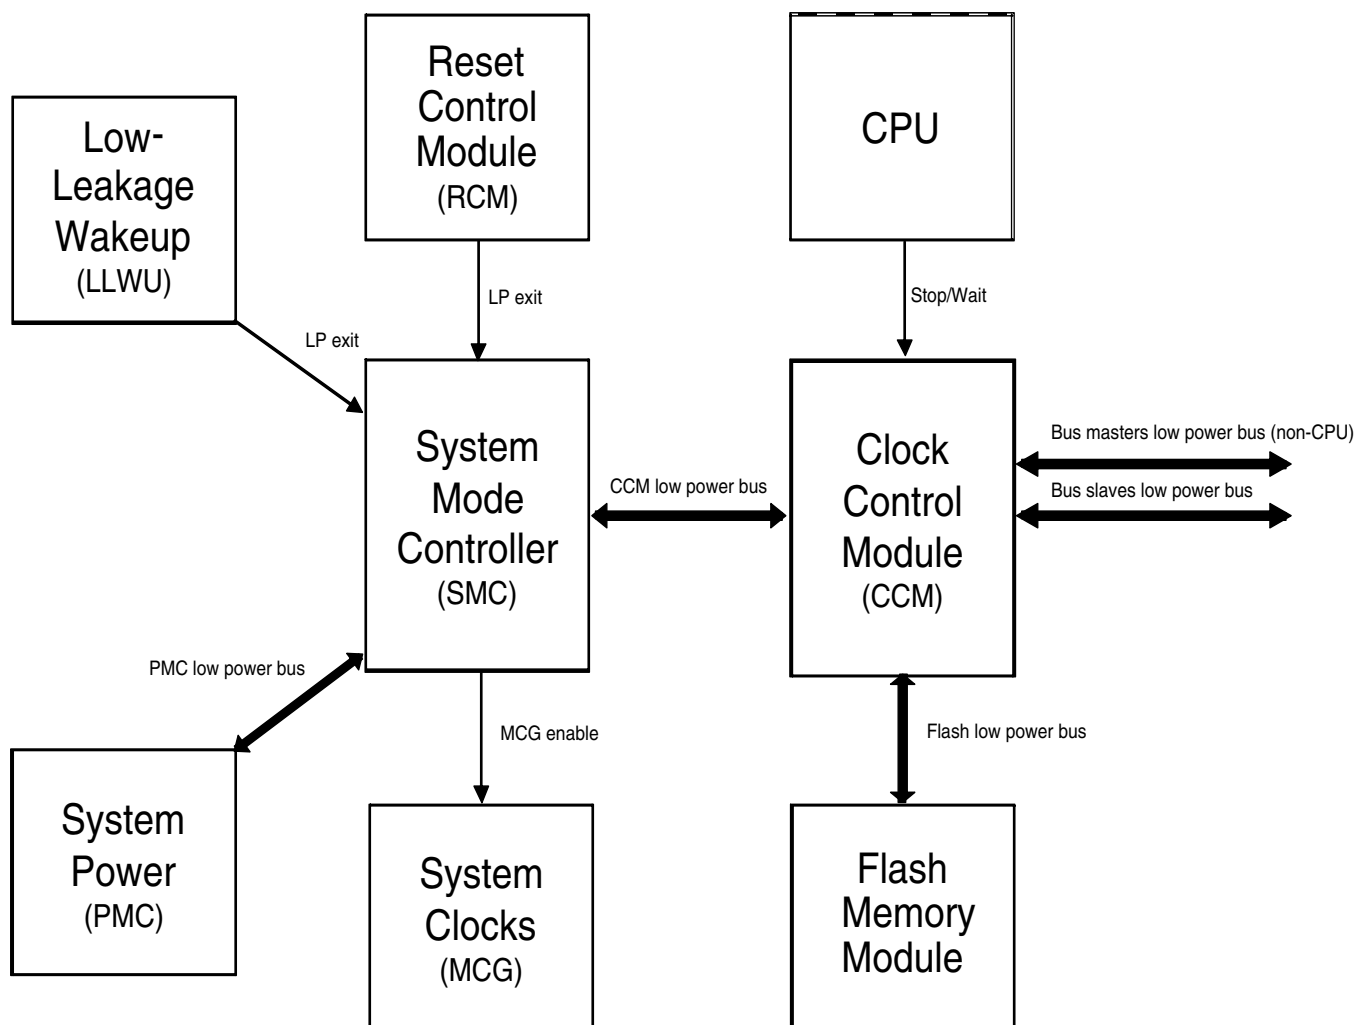 Reset
Control
Module
(RCM)
CPU
Low-
Leakage
Wakeup
(LLWU)
LP exit
Stop/Wait
LP exit
System
Mode
Controller
(SMC)
CCM low power bus
Clock
Control
Module
(CCM)
Bus masters low power bus (non-CPU)
Bus slaves low power bus
PMC low power bus
MCG enable
Flash low power bus
System
Power
(PMC)
System
Clocks
(MCG)
Flash
Memory
Module